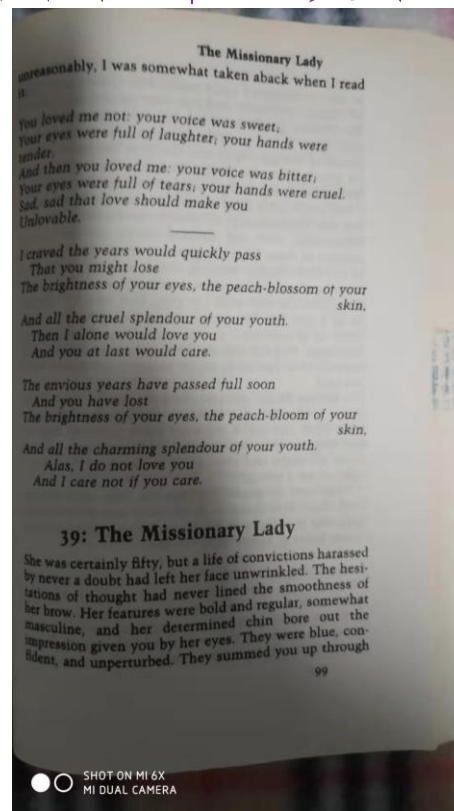 The Missionary Lady
unreasonably, I was somewhat taken aback when I read
it.
You loved me not: your voice was sweet;
Your eyes were full of laughter; your hands were
tender.
And then you loved me: your voice was bitter;
Your eyes were full of tears; your hands were cruel.
Sad, sad that love should make you
Unlovable.
I craved the years would quickly pass
That you might lose
The brightness of your eyes, the peach-blossom of your
skin,
And all the cruel splendour of your youth.
Then I alone would love you
And you at last would care.
The envious years have passed full soon
And you have lost
The brightness of your eyes, the peach-bloom of your
skin,
And all the charming splendour of your youth.
Alas, I do not love you
And I care not if you care.
39: The Missionary Lady
She was certainly fifty, but a life of convictions harassed
by never a doubt had left her face unwrinkled. The hesi-
tations of thought had never lined the smoothness of
her brow. Her features were bold and regular, somewhat
masculine, and her determined chin bore out the
impression given you by her eyes. They were blue, con-
fident, and unperturbed. They summed you up through
99
SHOT ON MI 6X
MI DUAL CAMERA